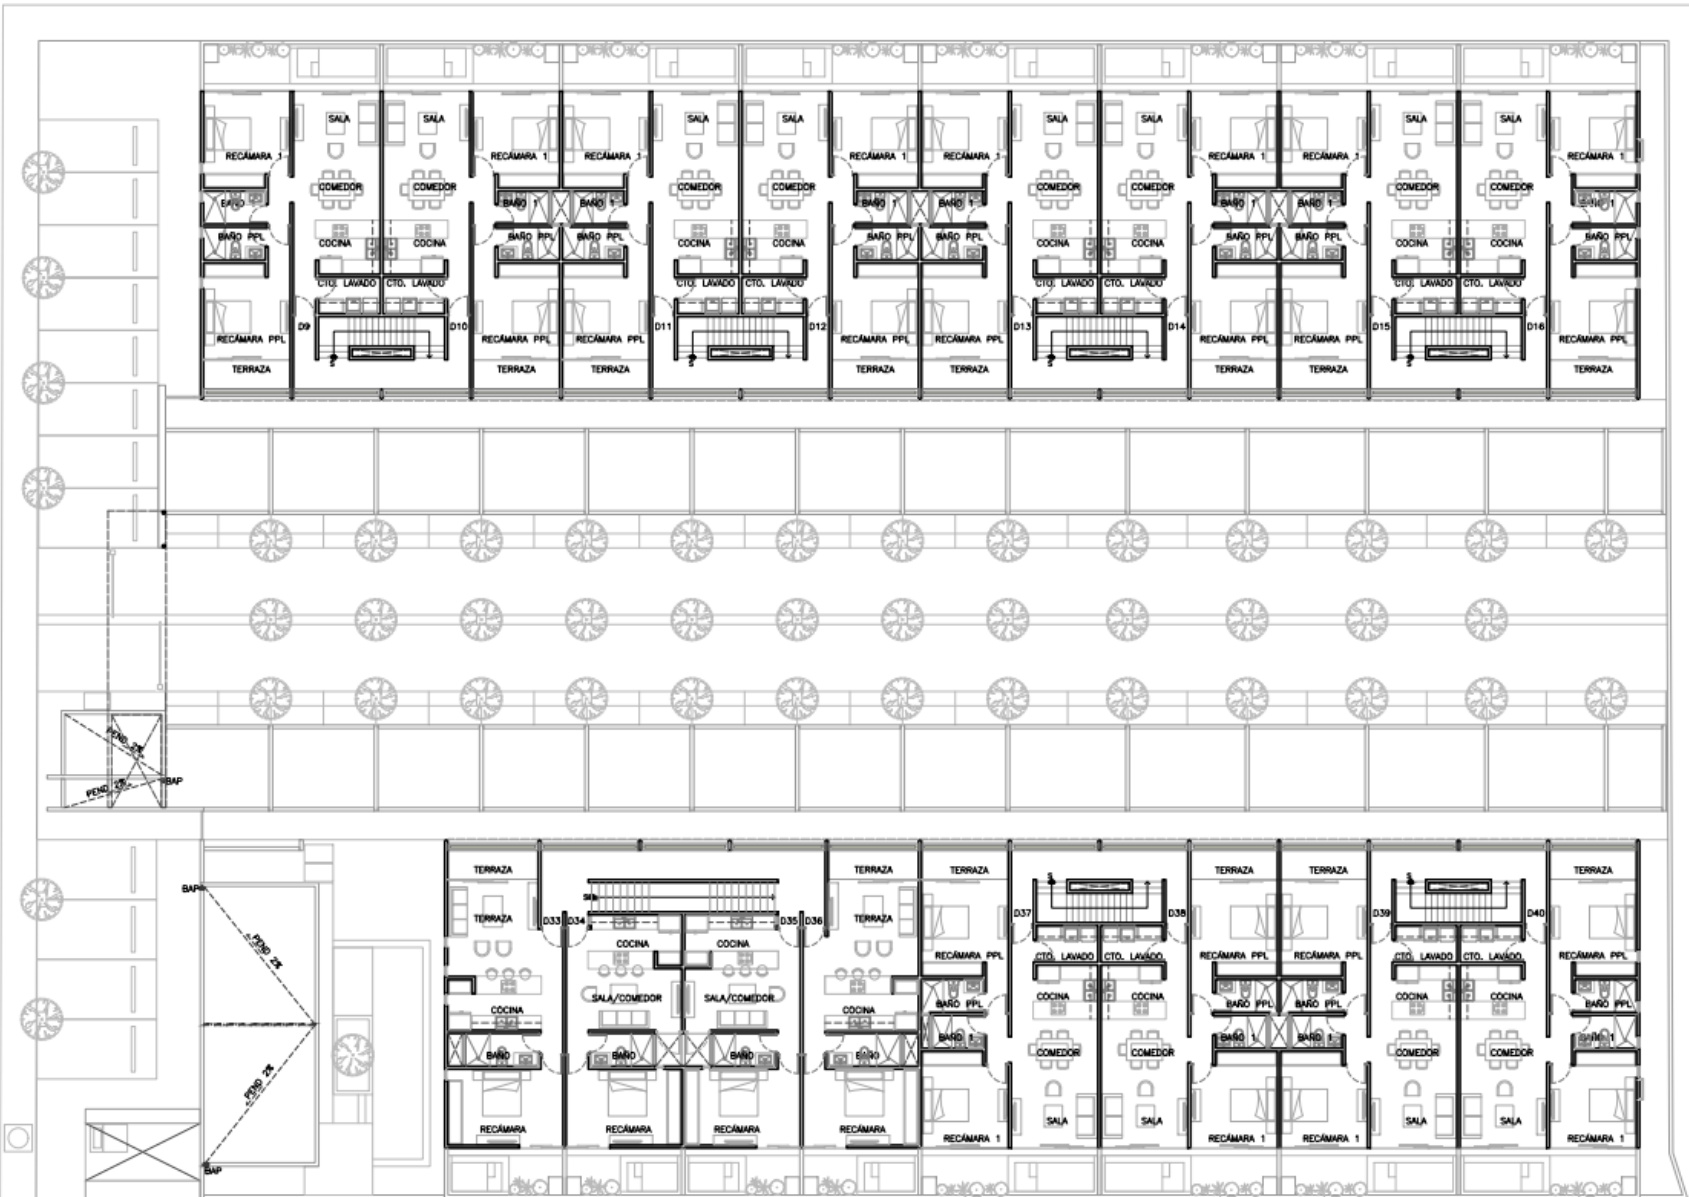 SALA SALA SALA SALA SALA SALA SALA SALA
RECÁMARA 1 RECÁMARA 1 RECÁMARA 1 RECÁMARA 1 RECÁMARA 1 RECÁMARA 1 RECÁMARA 1 RECÁMARA 1
COMEDOR COMEDOR COMEDOR COMEDOR COMEDOR COMEDOR COMEDOR COMEDOR
BAÑO BAÑO 1 BAÑO 1 BAÑO 1 BAÑO 1 BAÑO 1 BAÑO 1 BAÑO 1
BAÑO PPL BAÑO PPL BAÑO PPL BAÑO PPL BAÑO PPL BAÑO PPL BAÑO PPL BAÑO PPL
COCINA COCINA COCINA COCINA COCINA COCINA COCINA COCINA
CTO. LAVADO CTO. LAVADO CTO. LAVADO CTO. LAVADO CTO. LAVADO CTO. LAVADO CTO. LAVADO CTO. LAVADO
D9 D10 D11 D12 D13 D14 D15 D16
RECÁMARA PPL RECÁMARA PPL RECÁMARA PPL RECÁMARA PPL RECÁMARA PPL RECÁMARA PPL RECÁMARA PPL RECÁMARA PPL
S S S S
TERRAZA TERRAZA TERRAZA TERRAZA TERRAZA TERRAZA TERRAZA TERRAZA
PEND 2%
PEND 2% BAP
TERRAZA TERRAZA TERRAZA TERRAZA TERRAZA TERRAZA
S S
BAP
TERRAZA D33 D34 D35 D36 TERRAZA D37 D38 D39 D40
PEND 2%
COCINA COCINA
RECÁMARA PPL RECÁMARA PPL RECÁMARA PPL RECÁMARA PPL
CTO. LAVADO CTO. LAVADO CTO. LAVADO CTO. LAVADO
SALA/COMEDOR SALA/COMEDOR
COCINA COCINA COCINA COCINA
BAÑO PPL BAÑO PPL BAÑO PPL BAÑO PPL
COCINA COCINA
BAÑO 1 BAÑO 1 BAÑO 1 BAÑO 1
BAÑO BAÑO BAÑO BAÑO
COMEDOR COMEDOR COMEDOR COMEDOR
PEND 2%
SALA SALA SALA SALA
RECÁMARA RECÁMARA RECÁMARA RECÁMARA
RECÁMARA 1 RECÁMARA 1 RECÁMARA 1 RECÁMARA 1
BAP